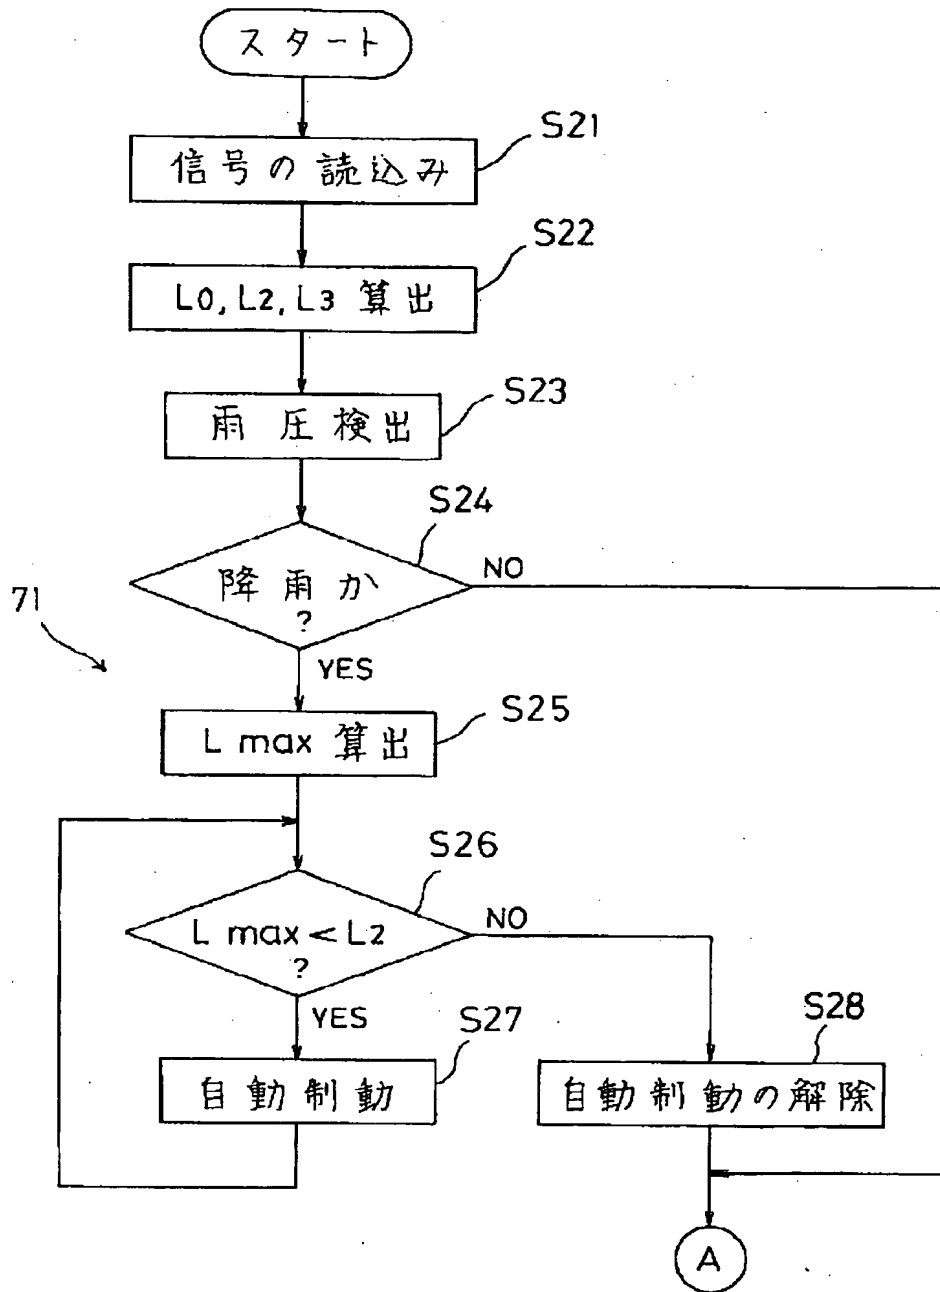 スタート
S21
信号の読込み
S22
L0, L2, L3 算出
S23
雨圧検出
S24
降雨か
?
NO
71
YES
S25
L max 算出
S26
L max < L2
?
NO
YES
S27
自動制動
S28
自動制動の解除
A